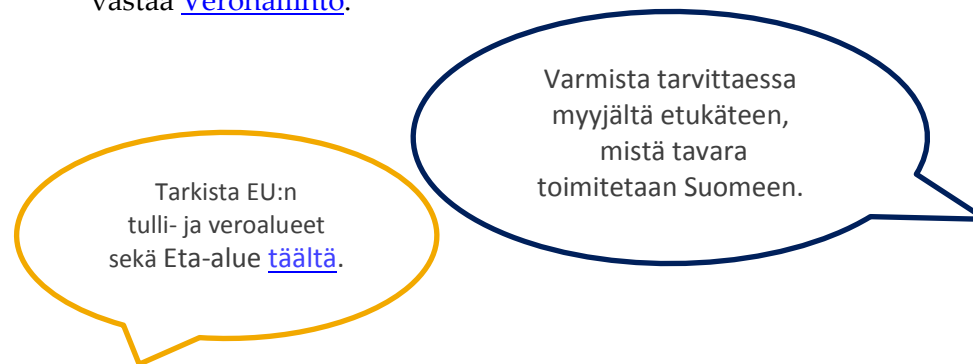 vastaa Verohallinto.
Varmista tarvittaessa
myyjältä etukäteen,
mistä tavara
toimitetaan Suomeen.
Tarkista EU:n
tulli- ja veroalueet
sekä Eta-alue täältä.